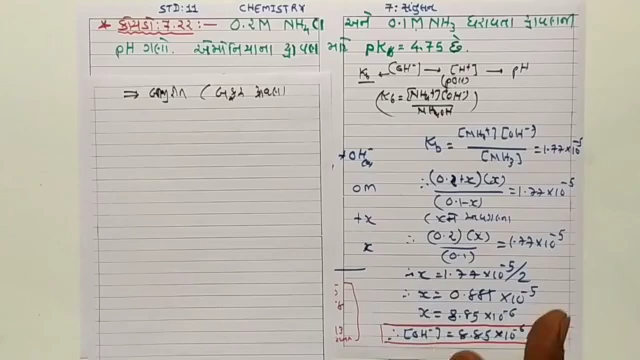 STD:11 CHEMISTRY 7: સંતુલન
* કોયડો: 7.22 :- 0.2M NH₄Cl અને 0.1M NH₃ ધરાવતા દ્રાવણની
pH ગણો. એમોનિયાના દ્રાવણ માટે pKb = 4.75 છે.
Kb ← [OH⁻] → [H⁺] → pH
(pOH)
(Kb = [NH₄⁺][OH⁻] / NH₄OH)
⇒
Kb = [NH₄⁺][OH⁻] / [NH₃] = 1.77×10⁻⁵
+ OH⁻
0M ∴ (0.2+x)(x) / (0.1-x) = 1.77×10⁻⁵
+x
x ∴ (0.2)(x) / (0.1) = 1.77×10⁻⁵
∴ x = 1.77×10⁻⁵/2
∴ x = 0.885 ×10⁻⁵
x = 8.85×10⁻⁶
∴ [OH⁻] = 8.85×10⁻⁶